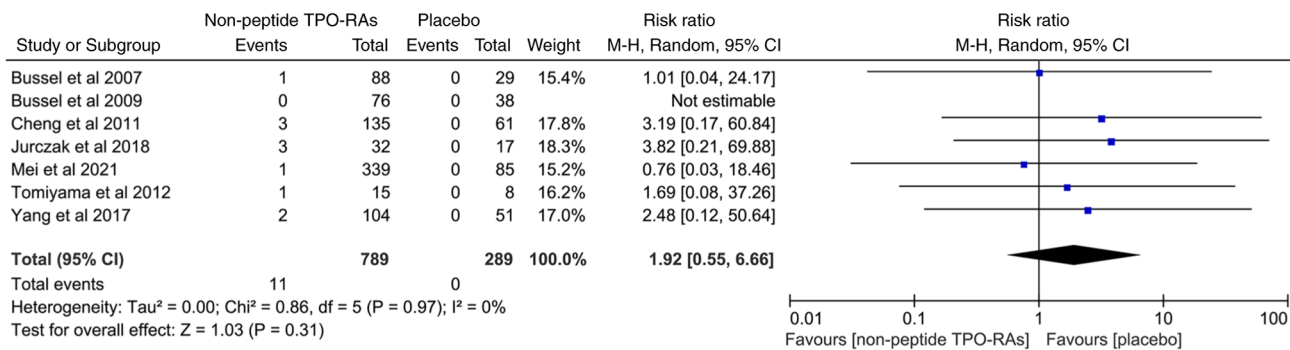 Non-peptide TPO-RAs Placebo Risk ratio Risk ratio
Study or Subgroup Events Total Events Total Weight M-H, Random, 95% CI M-H, Random, 95% CI
Bussel et al 2007 1 88 0 29 15.4% 1.01 [0.04, 24.17]
Bussel et al 2009 0 76 0 38 Not estimable
Cheng et al 2011 3 135 0 61 17.8% 3.19 [0.17, 60.84]
Jurczak et al 2018 3 32 0 17 18.3% 3.82 [0.21, 69.88]
Mei et al 2021 1 339 0 85 15.2% 0.76 [0.03, 18.46]
Tomiyama et al 2012 1 15 0 8 16.2% 1.69 [0.08, 37.26]
Yang et al 2017 2 104 0 51 17.0% 2.48 [0.12, 50.64]
Total (95% CI) 789 289 100.0% 1.92 [0.55, 6.66]
Total events 11 0
Heterogeneity: Tau² = 0.00; Chi² = 0.86, df = 5 (P = 0.97); I² = 0%
Test for overall effect: Z = 1.03 (P = 0.31)
0.01 0.1 1 10 100
Favours [non-peptide TPO-RAs] Favours [placebo]